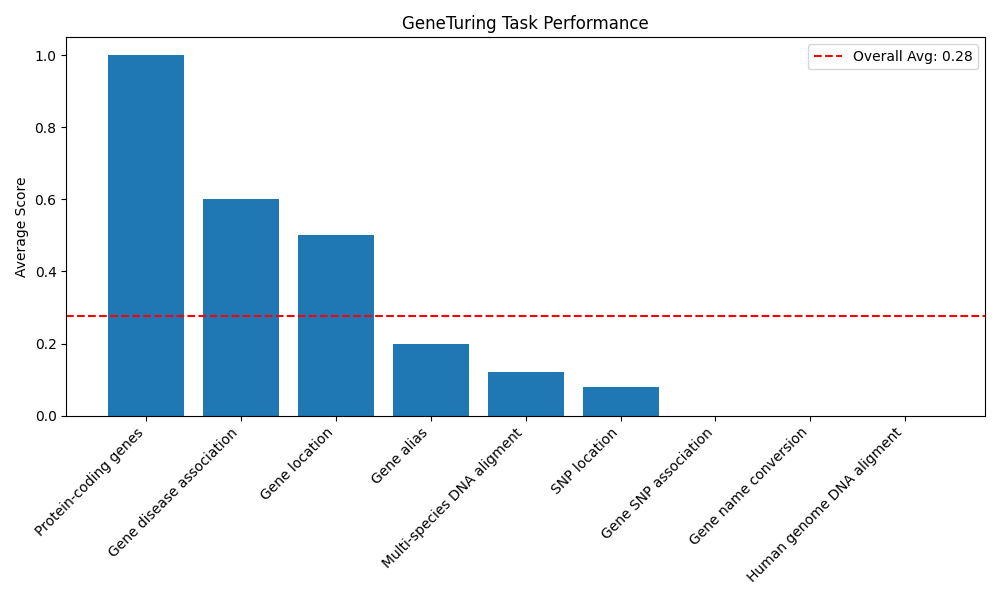 GeneTuring Task Performance
Overall Avg: 0.28
Average Score
1.0
0.8
0.6
0.4
0.2
0.0
Protein-coding genes
Gene disease association
Gene location
Gene alias
Multi-species DNA aligment
SNP location
Gene SNP association
Gene name conversion
Human genome DNA aligment